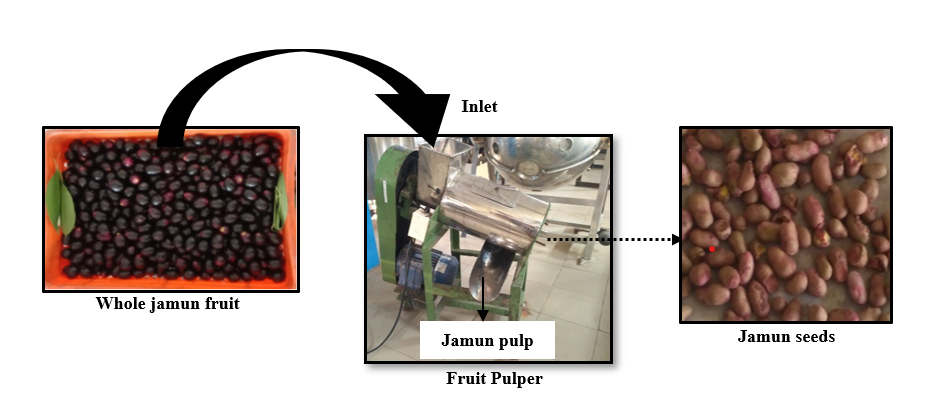 Inlet
Whole jamun fruit
Jamun pulp
Fruit Pulper
Jamun seeds